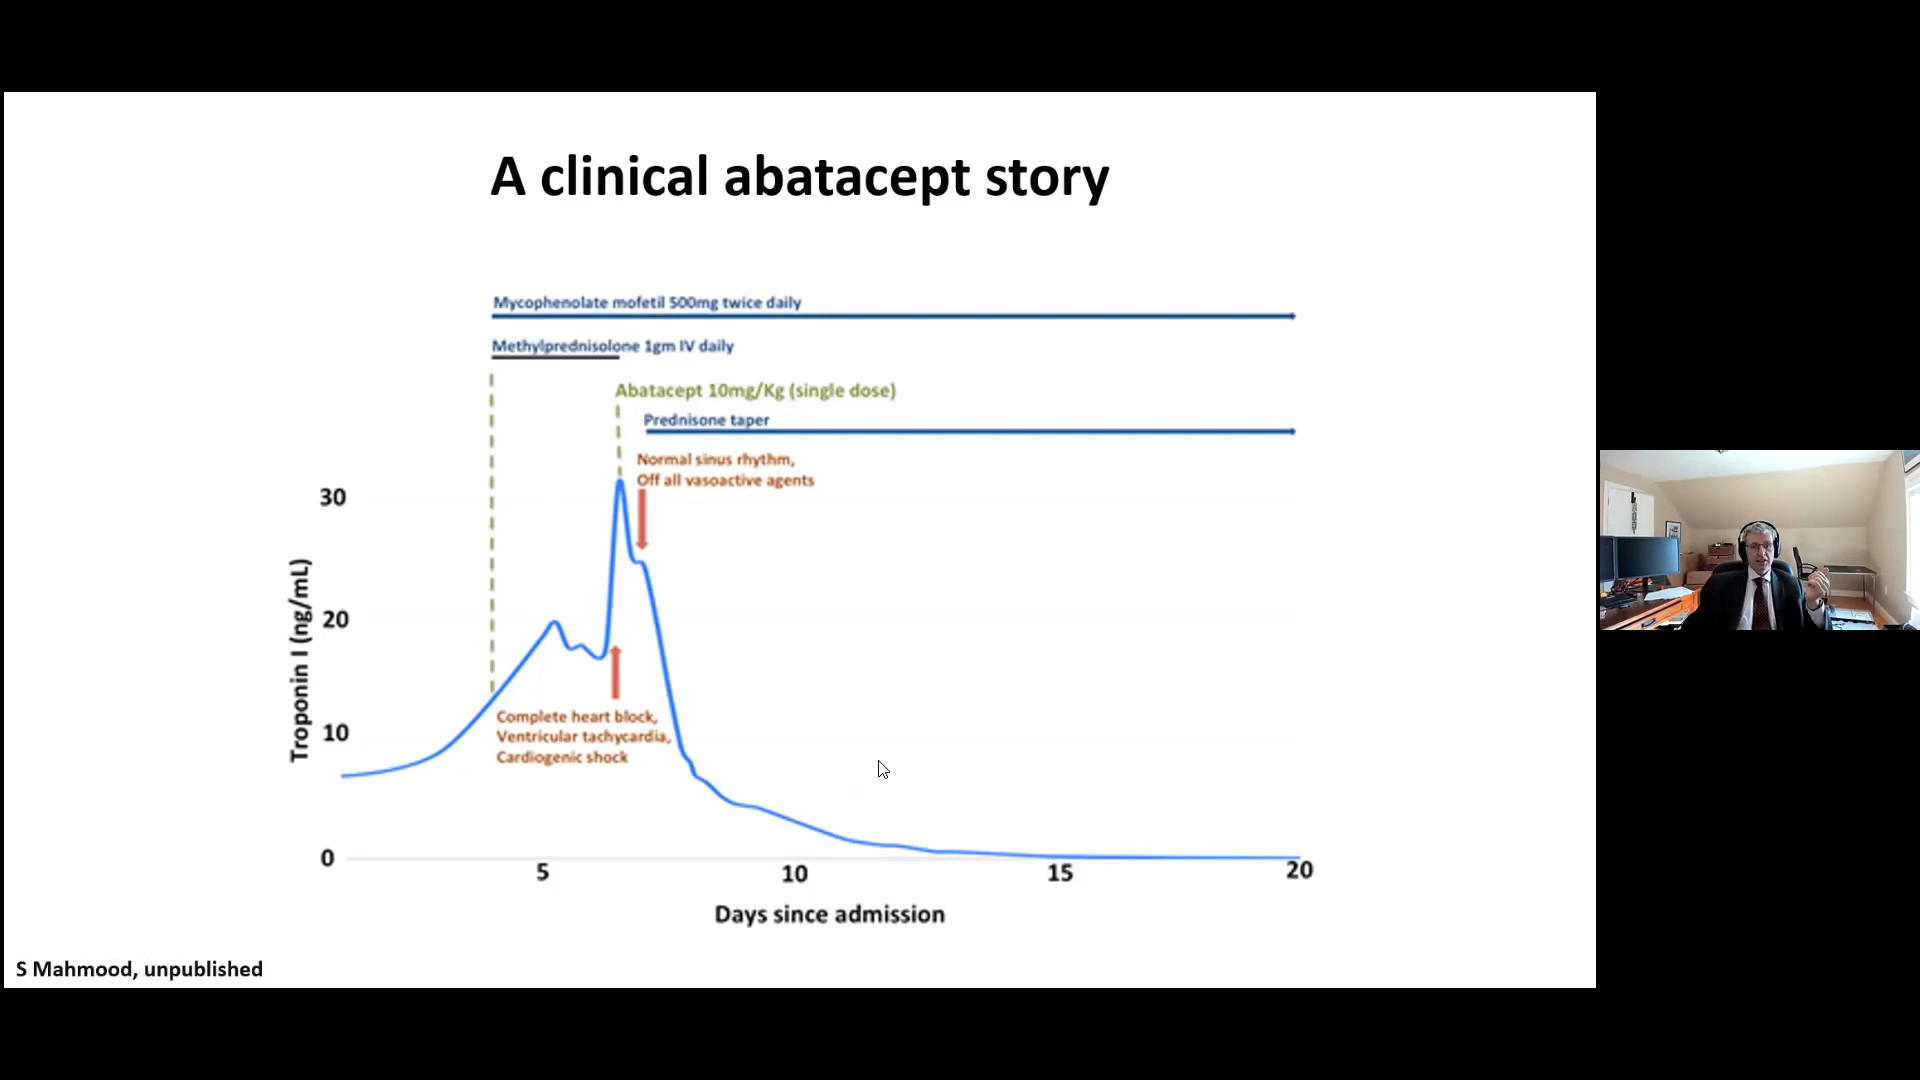 A clinical abatacept story
Mycophenolate mofetil 500mg twice daily
Methylprednisolone 1gm IV daily
Abatacept 10mg/Kg (single dose)
Prednisone taper
Normal sinus rhythm,
Off all vasoactive agents
30
20
10
0
Troponin I (ng/mL)
Complete heart block,
Ventricular tachycardia,
Cardiogenic shock
5
10
15
20
Days since admission
S Mahmood, unpublished